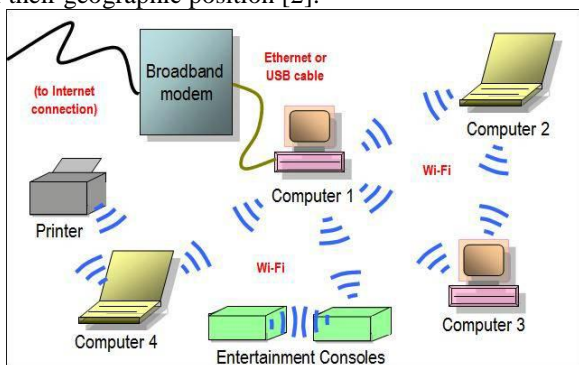 their geographic position [2].
Ethernet or
USB cable
Broadband
modem
(to Internet
connection)
Computer 2
Wi-Fi
Computer 1
Printer
Wi-Fi
Computer 3
Computer 4
Entertainment Consoles